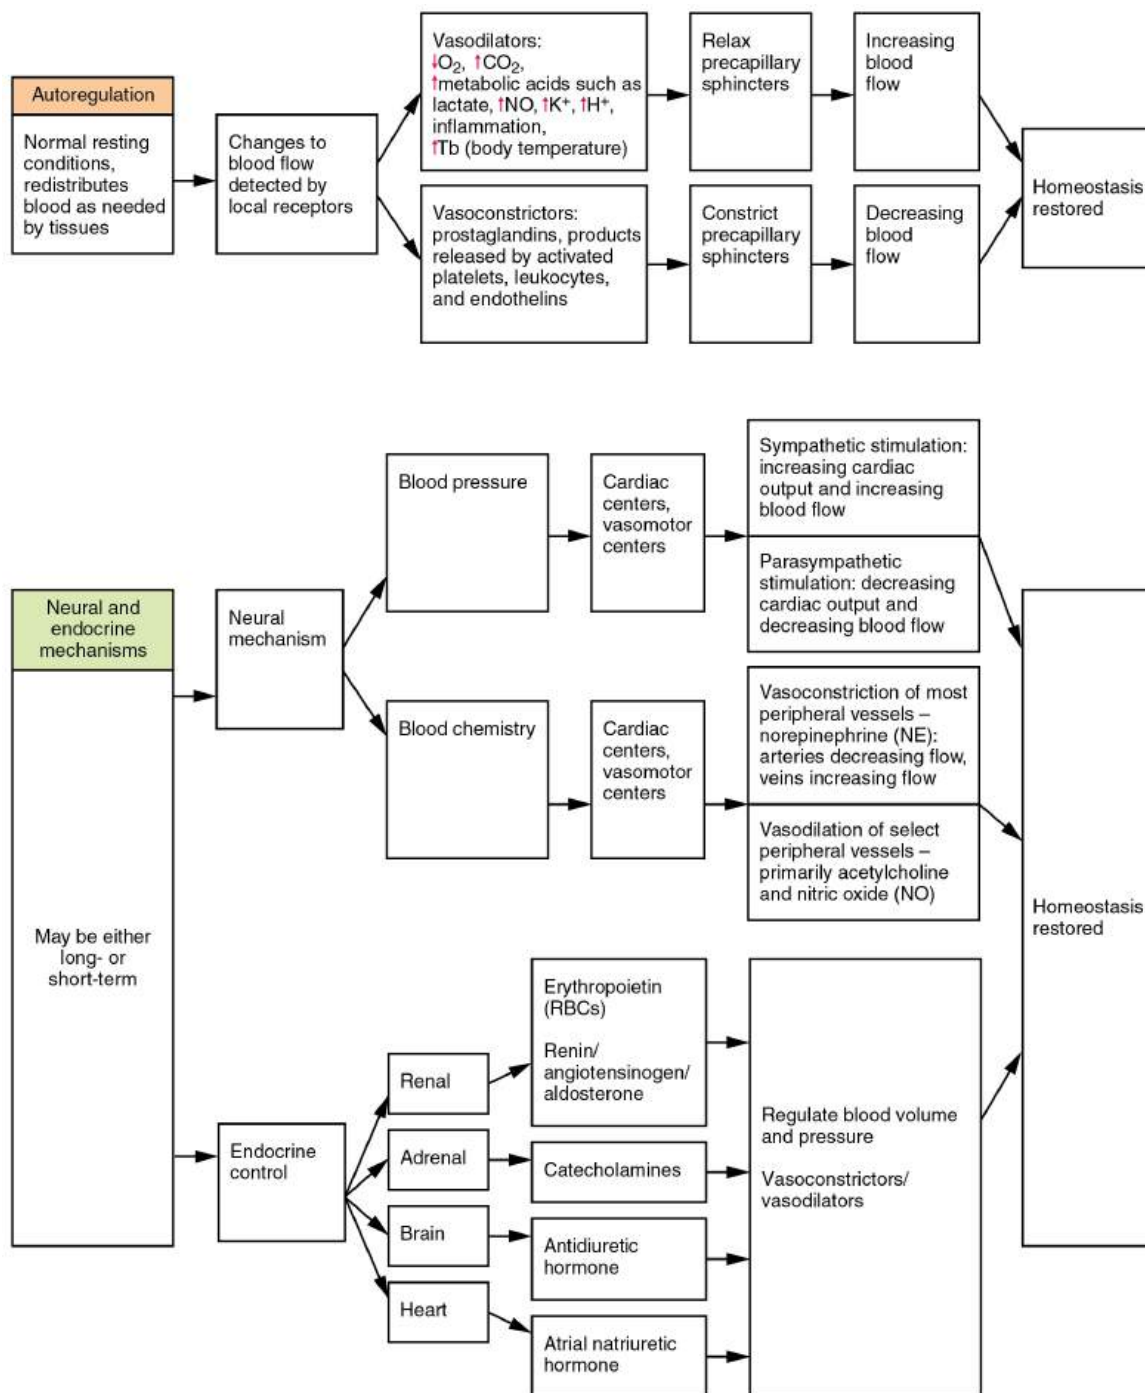 Autoregulation
Normal resting
conditions,
redistributes
blood as needed
by tissues
Changes to
blood flow
detected by
local receptors
Vasodilators:
↓O₂, ↑CO₂,
↑metabolic acids such as
lactate, ↑NO, ↑K⁺, ↑H⁺,
inflammation,
↑Tb (body temperature)
Relax
precapillary
sphincters
Increasing
blood
flow
Vasoconstrictors:
prostaglandins, products
released by activated
platelets, leukocytes,
and endothelins
Constrict
precapillary
sphincters
Decreasing
blood
flow
Homeostasis
restored
Neural and
endocrine
mechanisms
May be either
long- or
short-term
Neural
mechanism
Blood pressure
Cardiac
centers,
vasomotor
centers
Sympathetic stimulation:
increasing cardiac
output and increasing
blood flow
Parasympathetic
stimulation: decreasing
cardiac output and
decreasing blood flow
Blood chemistry
Cardiac
centers,
vasomotor
centers
Vasoconstriction of most
peripheral vessels –
norepinephrine (NE):
arteries decreasing flow,
veins increasing flow
Vasodilation of select
peripheral vessels –
primarily acetylcholine
and nitric oxide (NO)
Endocrine
control
Renal
Erythropoietin
(RBCs)
Renin/
angiotensinogen/
aldosterone
Adrenal
Catecholamines
Brain
Antidiuretic
hormone
Heart
Atrial natriuretic
hormone
Regulate blood volume
and pressure
Vasoconstrictors/
vasodilators
Homeostasis
restored